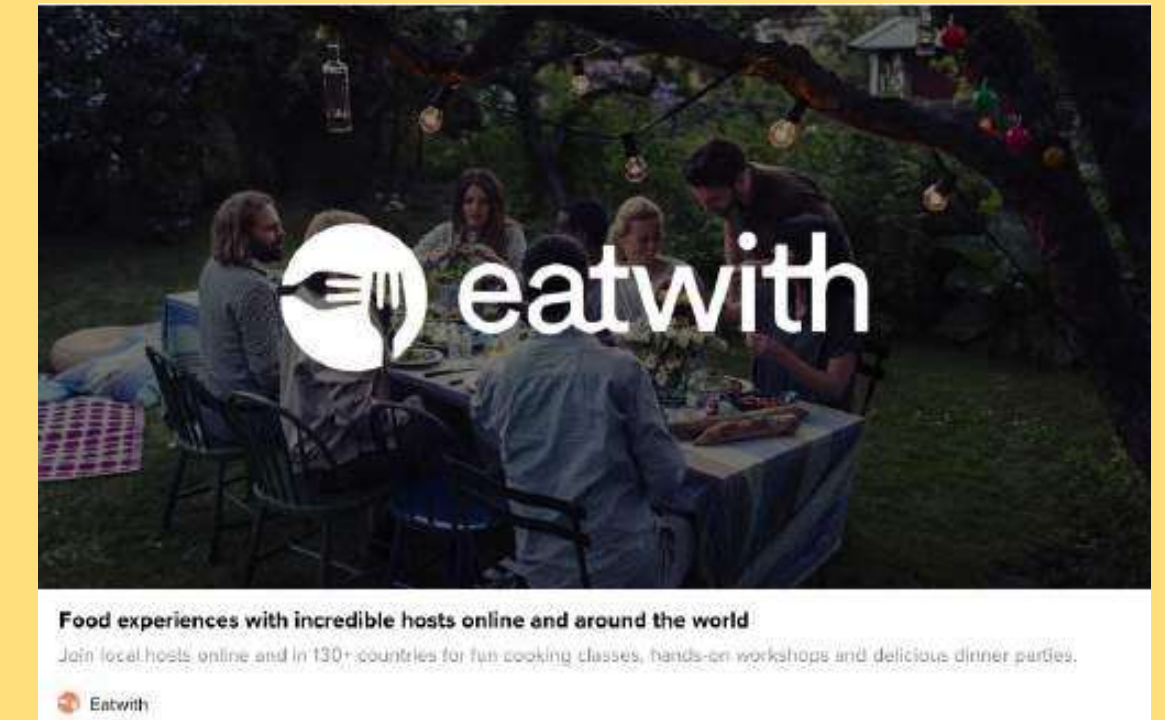 eatwith
Food experiences with incredible hosts online and around the world
Join local hosts online and in 130+ countries for fun cooking classes, hands-on workshops and delicious dinner parties.
Eatwith